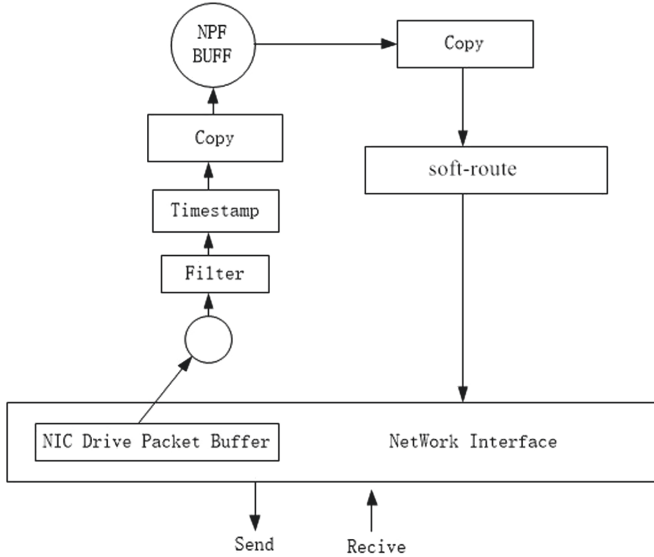 NPF
BUFF
Copy
Copy
soft-route
Timestamp
Filter
NIC Drive Packet Buffer
NetWork Interface
Send
Recive